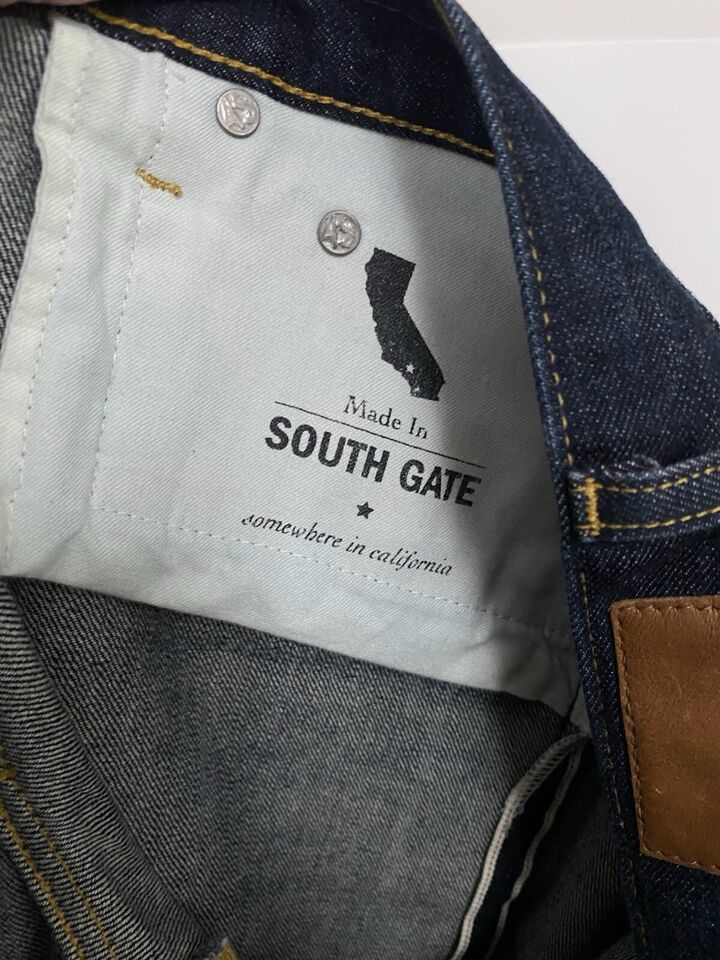 Made In
SOUTH GATE
somewhere in california